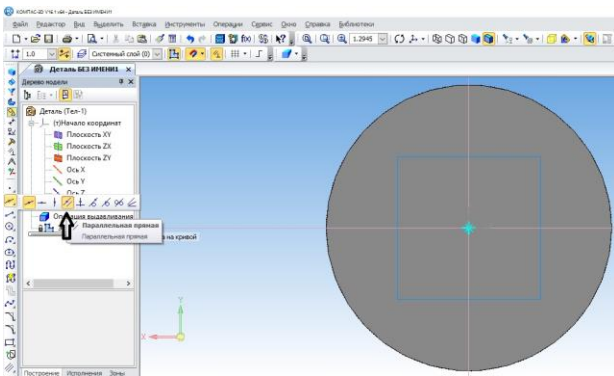 КОМПАС-3D V16.1 x64 - Деталь БЕЗ ИМЕНИ1
Файл Редактор Вид Выделить Вставка Инструменты Операции Сервис Окно Справка Библиотеки
1.2945
1.0 Системный слой (0)
Деталь БЕЗ ИМЕНИ1 x
Дерево модели
Деталь (Тел-1)
(т)Начало координат
Плоскость XY
Плоскость ZX
Плоскость ZY
Ось X
Ось Y
Ось Z
Операция выдавливания
Параллельная прямая
Параллельная прямая
на кривой
Y
X
Построение Исполнения Зоны